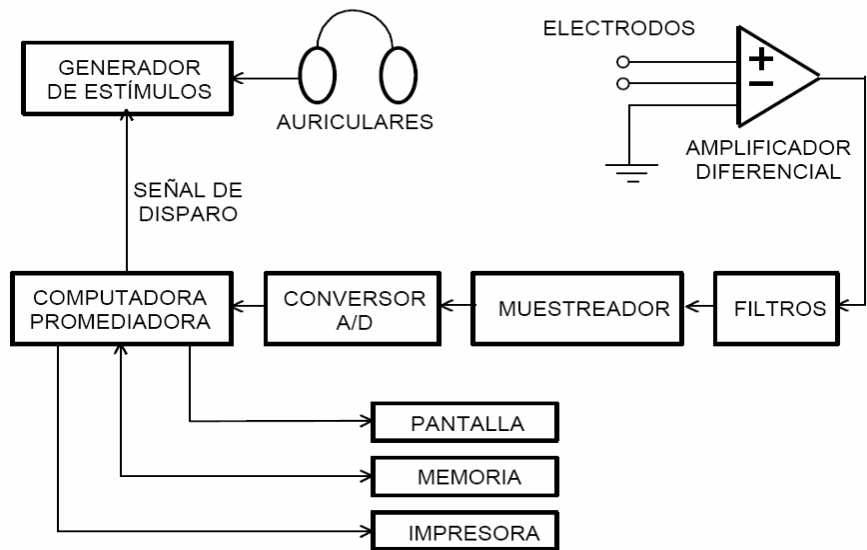 GENERADOR
DE ESTÍMULOS
AURICULARES
ELECTRODOS
+
−
AMPLIFICADOR
DIFERENCIAL
SEÑAL DE
DISPARO
COMPUTADORA
PROMEDIADORA
CONVERSOR
A/D
MUESTREADOR
FILTROS
PANTALLA
MEMORIA
IMPRESORA